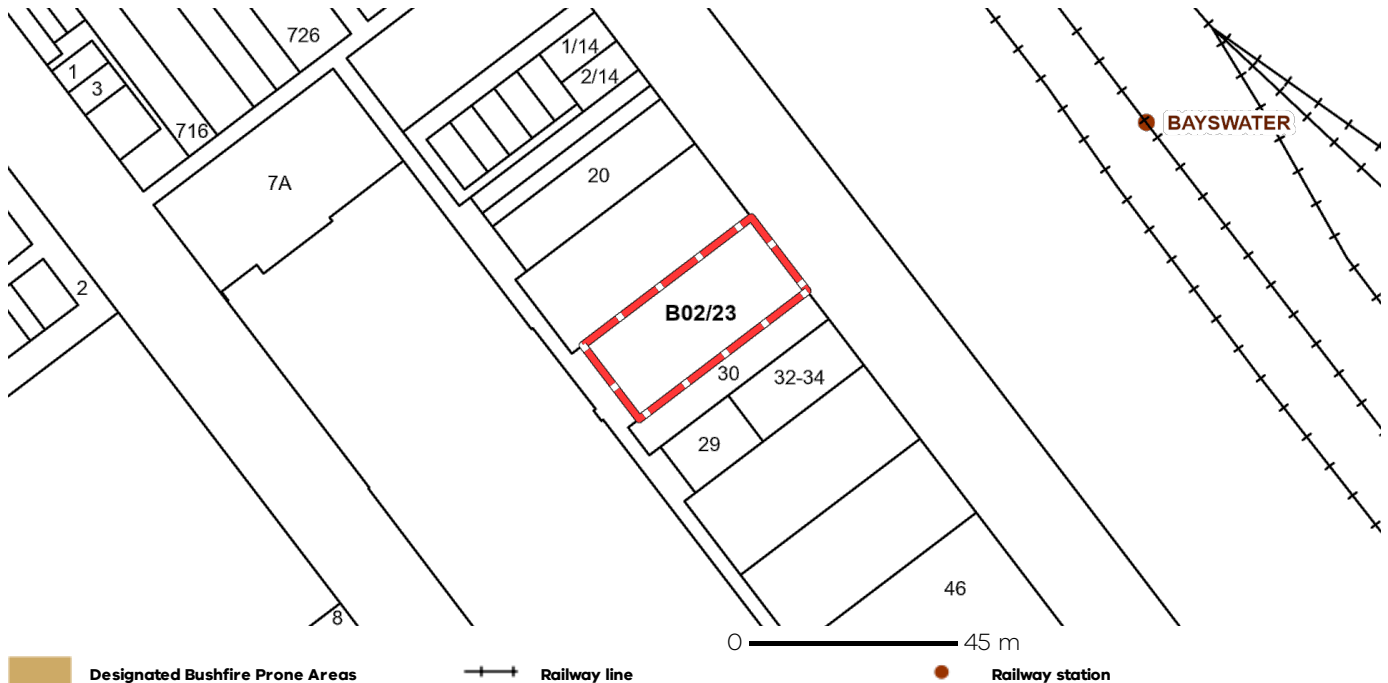 726
1/14
2/14
1
3
716
BAYSWATER
7A
20
2
B02/23
30
32-34
29
46
8
0 45 m
Designated Bushfire Prone Areas Railway line Railway station